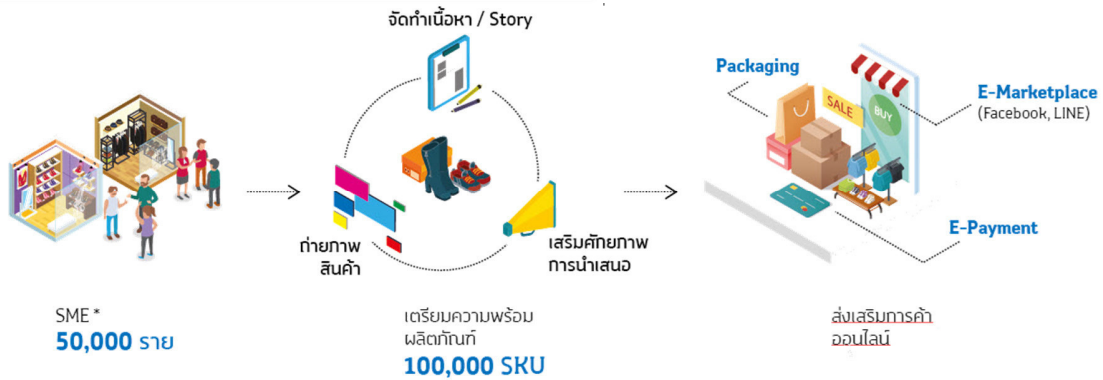 จัดทำเนื้อหา / Story
ถ่ายภาพ
สินค้า
เสริมศักยภาพ
การนำเสนอ
Packaging
SALE
BUY
E-Marketplace
(Facebook, LINE)
E-Payment
SME *
50,000 ราย
เตรียมความพร้อม
ผลิตภัณฑ์
100,000 SKU
ส่งเสริมการค้า
ออนไลน์